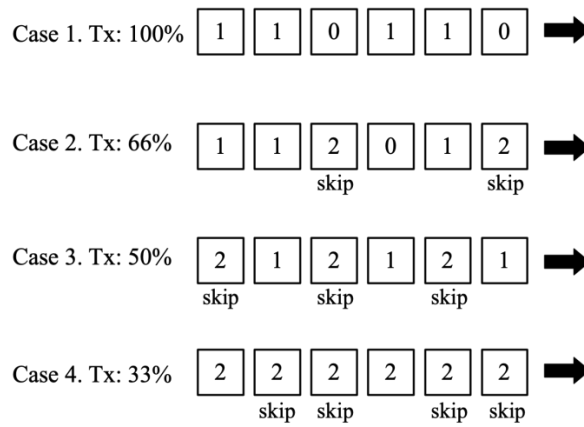 Case 1. Tx: 100% 1 1 0 1 1 0
Case 2. Tx: 66% 1 1 2 0 1 2
skip skip
Case 3. Tx: 50% 2 1 2 1 2 1
skip skip skip
Case 4. Tx: 33% 2 2 2 2 2 2
skip skip skip skip